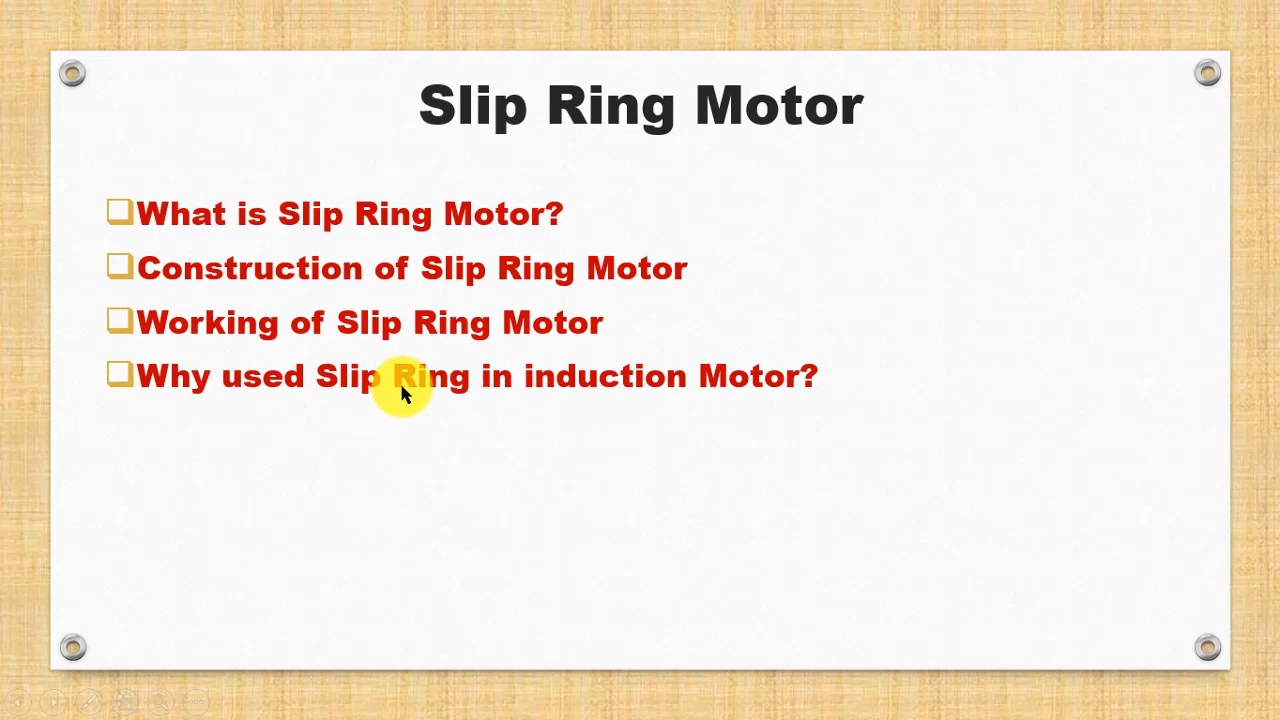 Slip Ring Motor
What is Slip Ring Motor?
Construction of Slip Ring Motor
Working of Slip Ring Motor
Why used Slip Ring in induction Motor?